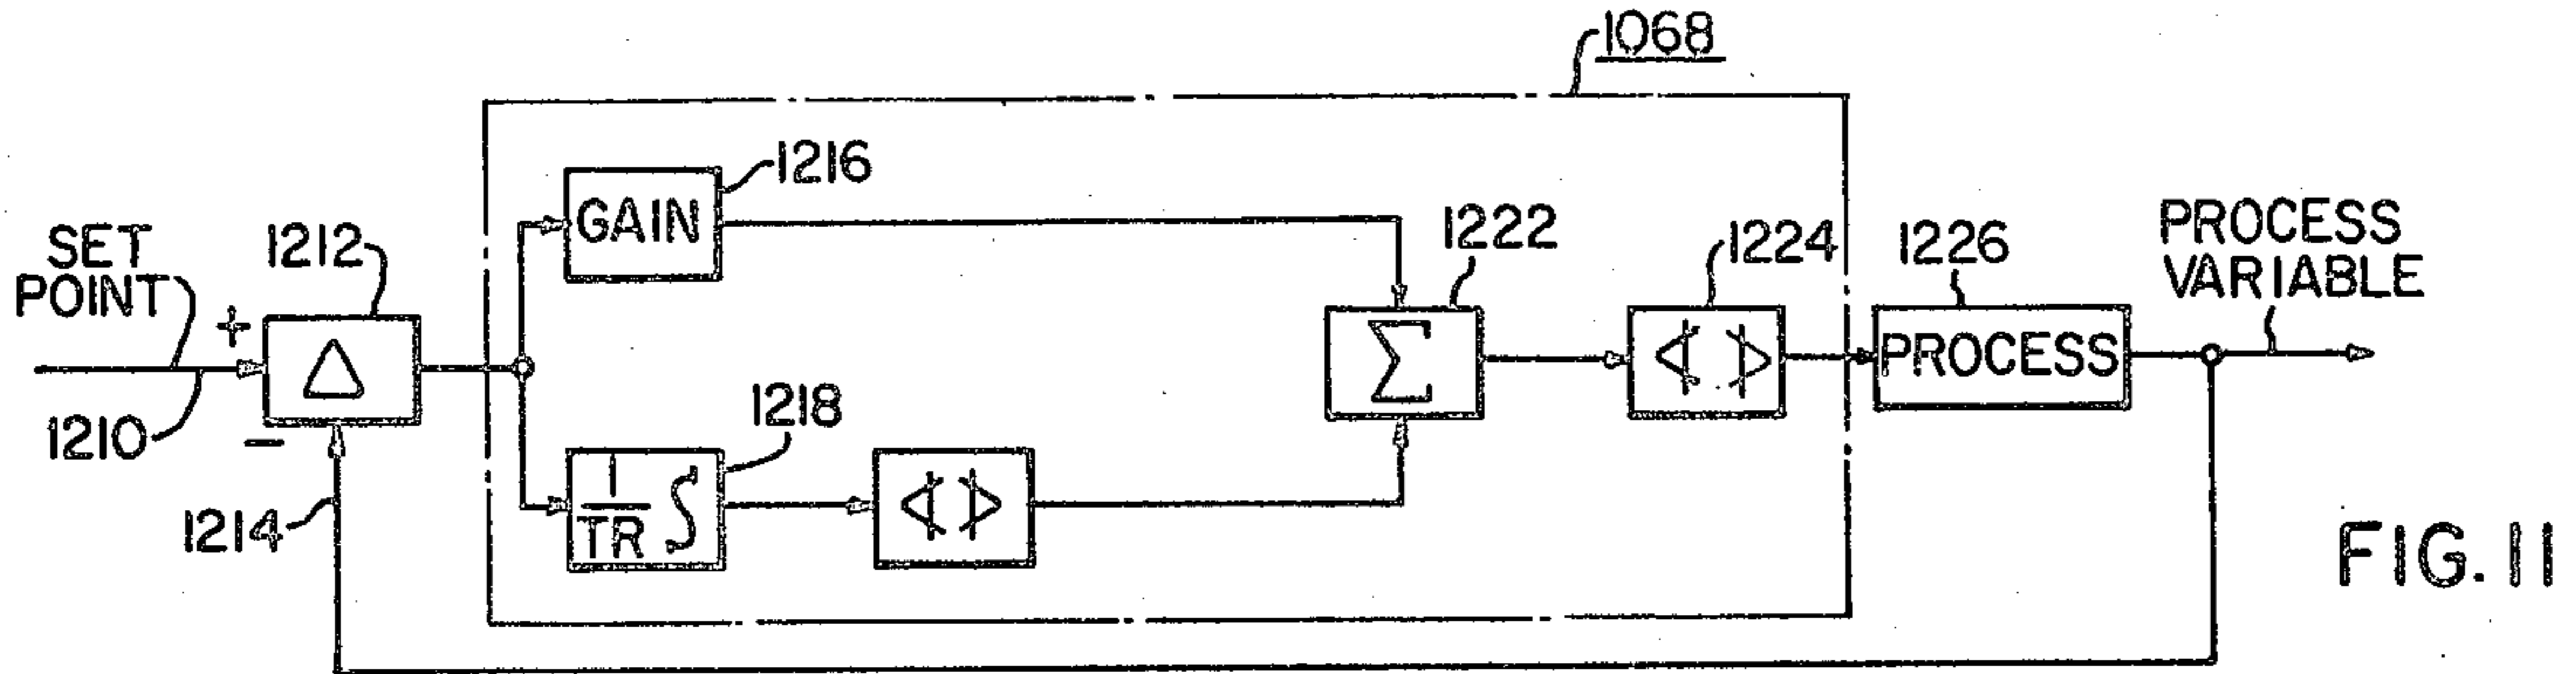 1068
1216
GAIN
SET
POINT
1212
+
Δ
−
1210
1214
1218
1
TR ∫
< >
1222
Σ
1224
< >
1226
PROCESS
PROCESS
VARIABLE
FIG. 11